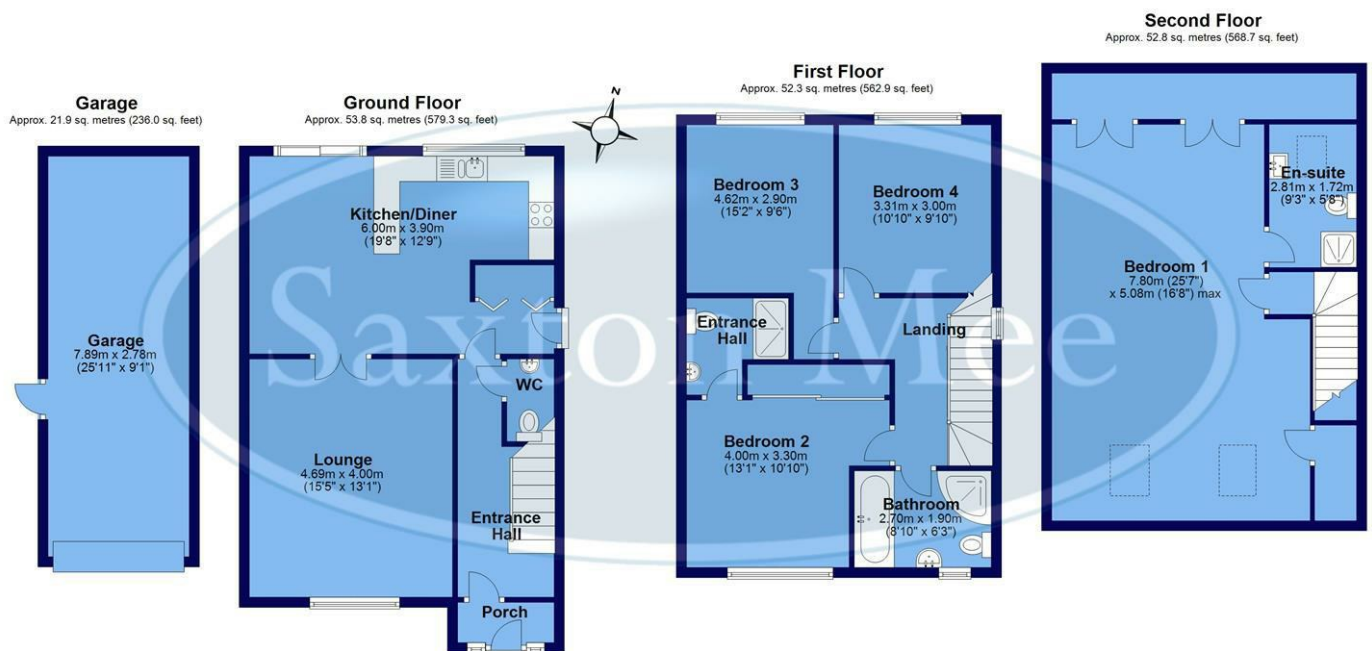 Garage
Approx. 21.9 sq. metres (236.0 sq. feet)
Garage
7.89m x 2.78m
(25'11" x 9'1")
Ground Floor
Approx. 53.8 sq. metres (579.3 sq. feet)
Kitchen/Diner
6.00m x 3.90m
(19'8" x 12'9")
WC
Lounge
4.69m x 4.00m
(15'5" x 13'1")
Entrance
Hall
Porch
N
First Floor
Approx. 52.3 sq. metres (562.9 sq. feet)
Bedroom 3
4.62m x 2.90m
(15'2" x 9'6")
Bedroom 4
3.31m x 3.00m
(10'10" x 9'10")
Entrance
Hall
Landing
Bedroom 2
4.00m x 3.30m
(13'1" x 10'10")
Bathroom
2.70m x 1.90m
(8'10" x 6'3")
Second Floor
Approx. 52.8 sq. metres (568.7 sq. feet)
En-suite
2.81m x 1.72m
(9'3" x 5'8")
Bedroom 1
7.80m (25'7")
x 5.08m (16'8") max
Saxton Mee